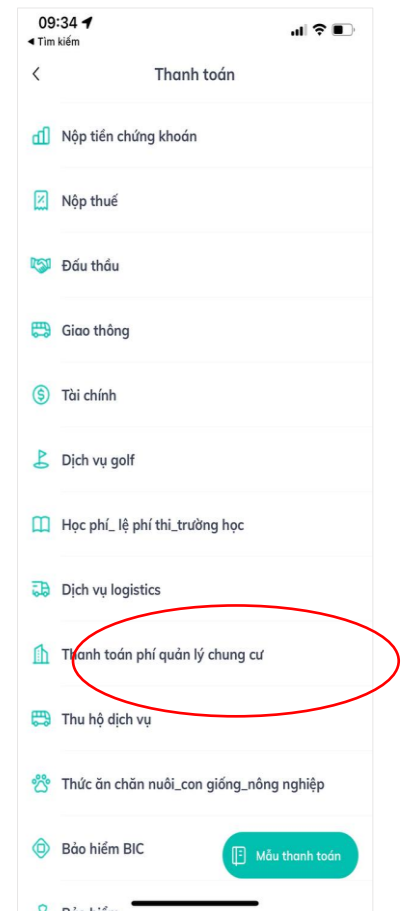 09:34
◀ Tìm kiếm
Thanh toán
Nộp tiền chứng khoán
Nộp thuế
Đấu thầu
Giao thông
Tài chính
Dịch vụ golf
Học phí_ lệ phí thi_trường học
Dịch vụ logistics
Thanh toán phí quản lý chung cư
Thu hộ dịch vụ
Thức ăn chăn nuôi_con giống_nông nghiệp
Bảo hiểm BIC
Mẫu thanh toán